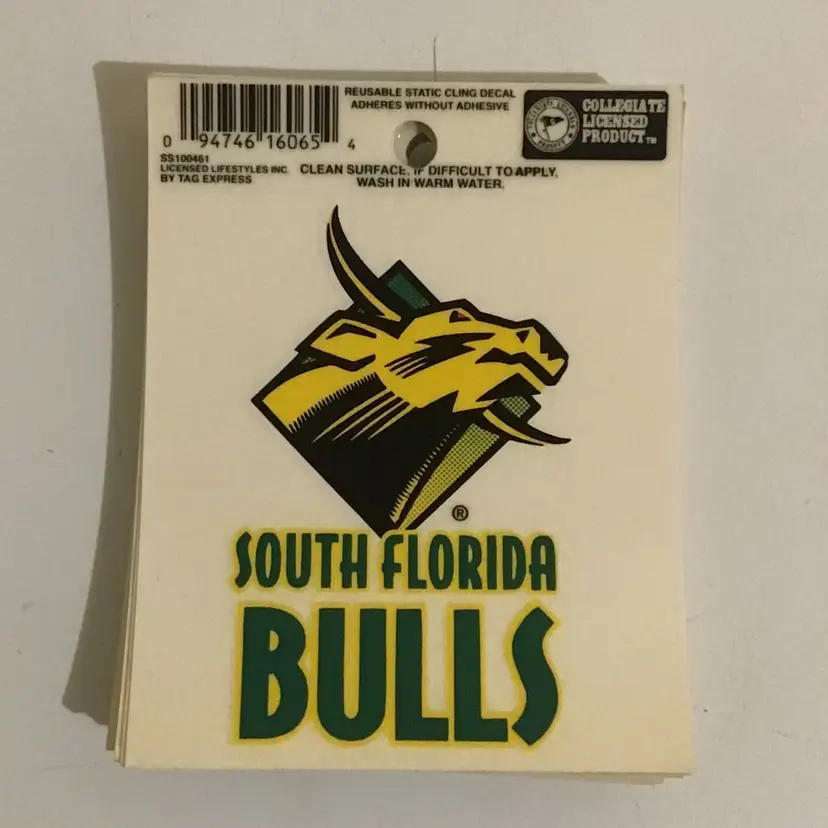 REUSABLE STATIC CLING DECAL
ADHERES WITHOUT ADHESIVE
0 94746 16065 4
SS100461
LICENSED LIFESTYLES INC.
BY TAG EXPRESS
CLEAN SURFACE, IF DIFFICULT TO APPLY,
WASH IN WARM WATER.
COLLEGIATE
LICENSED
PRODUCT™
®
SOUTH FLORIDA
BULLS